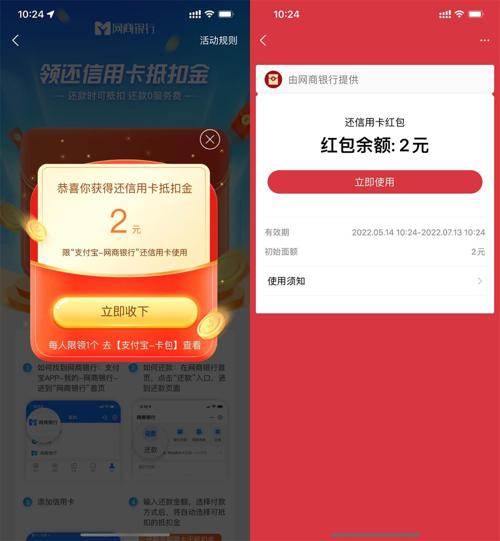 10:24
网商银行
活动规则
领还信用卡抵扣金
还款时可抵扣 还款0服务费
恭喜你获得还信用卡抵扣金
2 元
限“支付宝-网商银行”还信用卡使用
立即收下
每人限领1个 去【支付宝-卡包】查看
1 如何找到网商银行：支付
宝APP-我的-网商银行-
进到“网商银行”首页
2 如何还款：在网商银行首
页，点击“还款”入口，进
到还款页面
10:24
网商银行
10:24
网商银行
还款
3 添加信用卡
4 输入还款金额，选择付款
方式后，将自动选择可抵
扣的抵扣金
10:24
由网商银行提供
还信用卡红包
红包余额: 2 元
立即使用
有效期 2022.05.14 10:24-2022.07.13 10:24
初始面额 2元
使用须知